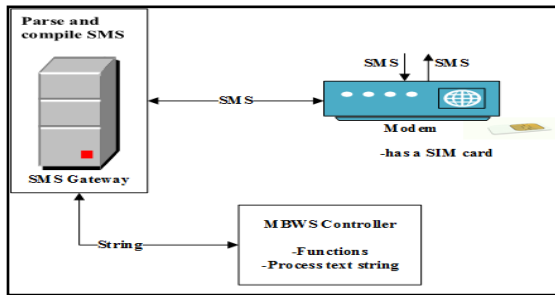 Parse and
compile SMS
SMS Gateway
SMS
SMS
SMS
Modem
-has a SIM card
String
MBWS Controller
-Functions
-Process text string